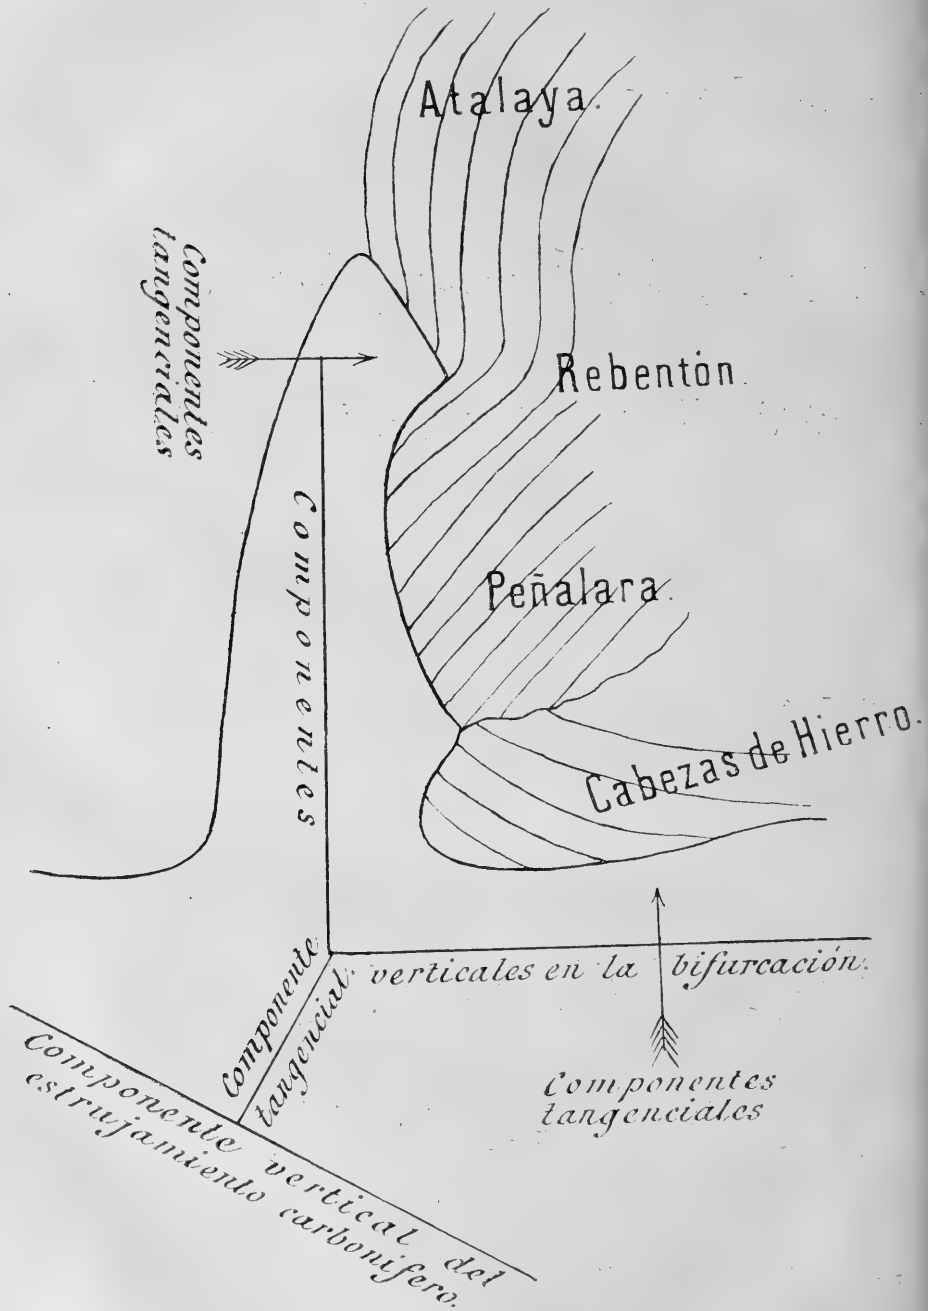 Atalaya.
Componentes
tangenciales
Rebentón.
Componentes
Peñalara.
Cabezas de Hierro.
verticales en la bifurcación.
Componente
tangencial.
Componentes
tangenciales
Componente vertical del
estrujamiento carbonífero.